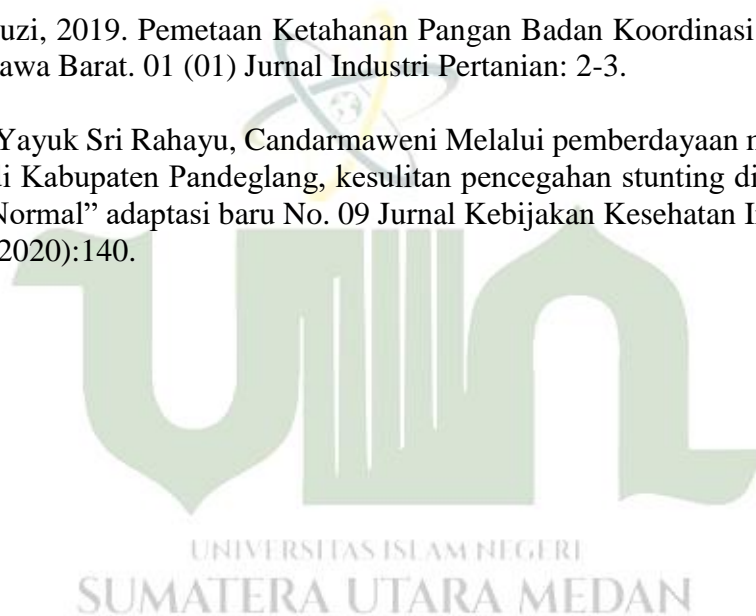 uzi, 2019. Pemetaan Ketahanan Pangan Badan Koordinasi
awa Barat. 01 (01) Jurnal Industri Pertanian: 2-3.
Yayuk Sri Rahayu, Candarmaweni Melalui pemberdayaan
di Kabupaten Pandeglang, kesulitan pencegahan stunting di
Normal” adaptasi baru No. 09 Jurnal Kebijakan Kesehatan
2020):140.
UNIVERSITAS ISLAM NEGERI
SUMATERA UTARA MEDAN